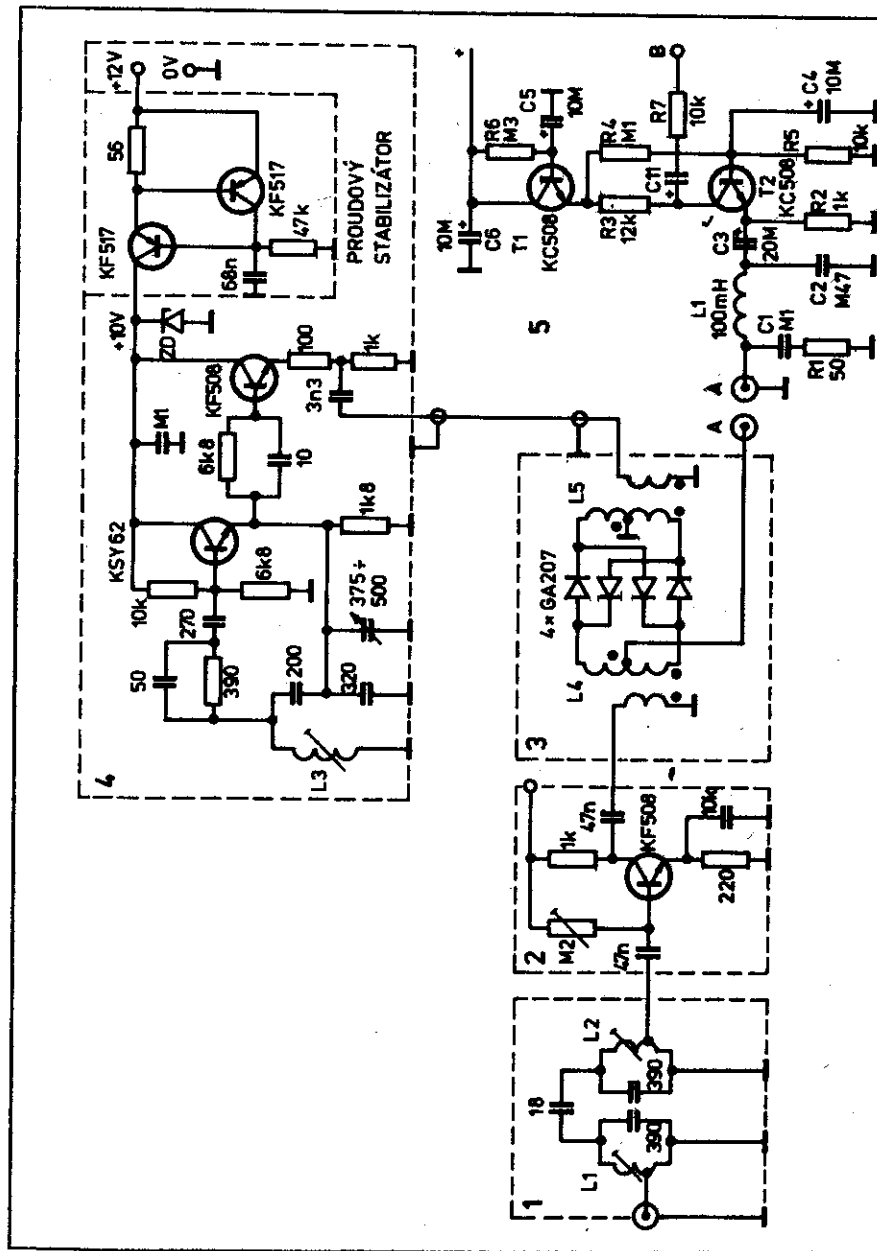 4
L3
50
390
200
320
270
10k
6k8
375÷
500
KSY62
1k8
6k8
10
M1
KF508
3n3
100
1k
+10V
ZD
KF517
68n
47k
KF517
56
PROUDOVÝ
STABILIZÁTOR
+12V
0V
1
L1
390
18
390
L2
2
47n
M2
1k
47n
KF508
220
10k
3
L4
4×GA207
L5
A
A
5
R1
50
C1
M1
L1
100mH
C2
M47
C3
20M
R2
1k
T2
KC508
R5
10k
C4
10M
+
10M
+
C6
T1
KC508
R3
12k
R6
M3
+
C5
10M
R4
M1
C11
+
R7
10k
B
+